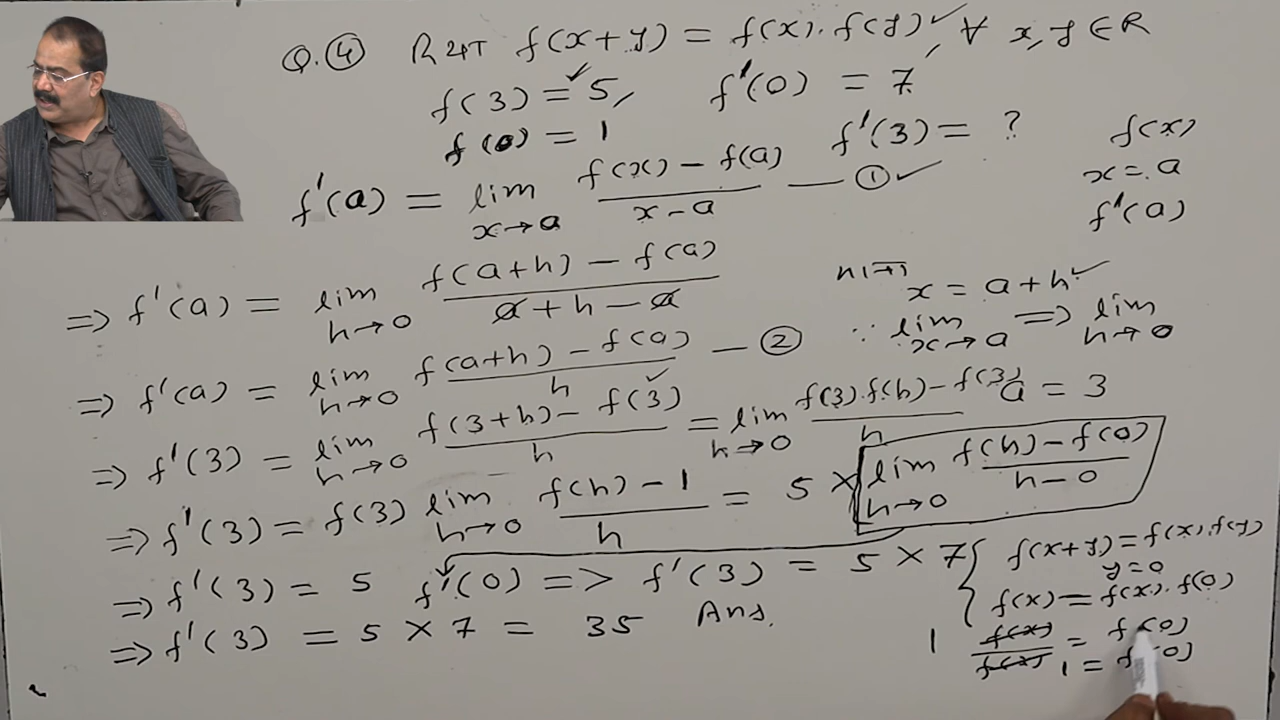 Q.④ f(x+y) = f(x).f(y), ∀ x,y ∈ R
f(3) = 5, f'(0) = 7
f(0) = 1 f'(3) = ?
f'(a) = lim x→a f(x) - f(a) / x - a — ①
f(x)
x = a
f'(a)
⇒ f'(a) = lim h→0 f(a+h) - f(a) / a + h - a
x = a + h
∵ lim x→a ⇒ lim h→0
⇒ f'(a) = lim h→0 f(a+h) - f(a) / h — ②
a = 3
⇒ f'(3) = lim h→0 f(3+h) - f(3) / h = lim h→0 f(3).f(h) - f(3) / h
⇒ f'(3) = f(3) lim h→0 f(h) - 1 / h = 5 × lim h→0 f(h) - f(0) / h - 0
⇒ f'(3) = 5 f'(0) => f'(3) = 5 × 7
⇒ f'(3) = 5 × 7 = 35 Ans.
f(x+y) = f(x).f(y)
y = 0
f(x) = f(x).f(0)
1 f(x) / f(x) = f(0)
1 = f(0)